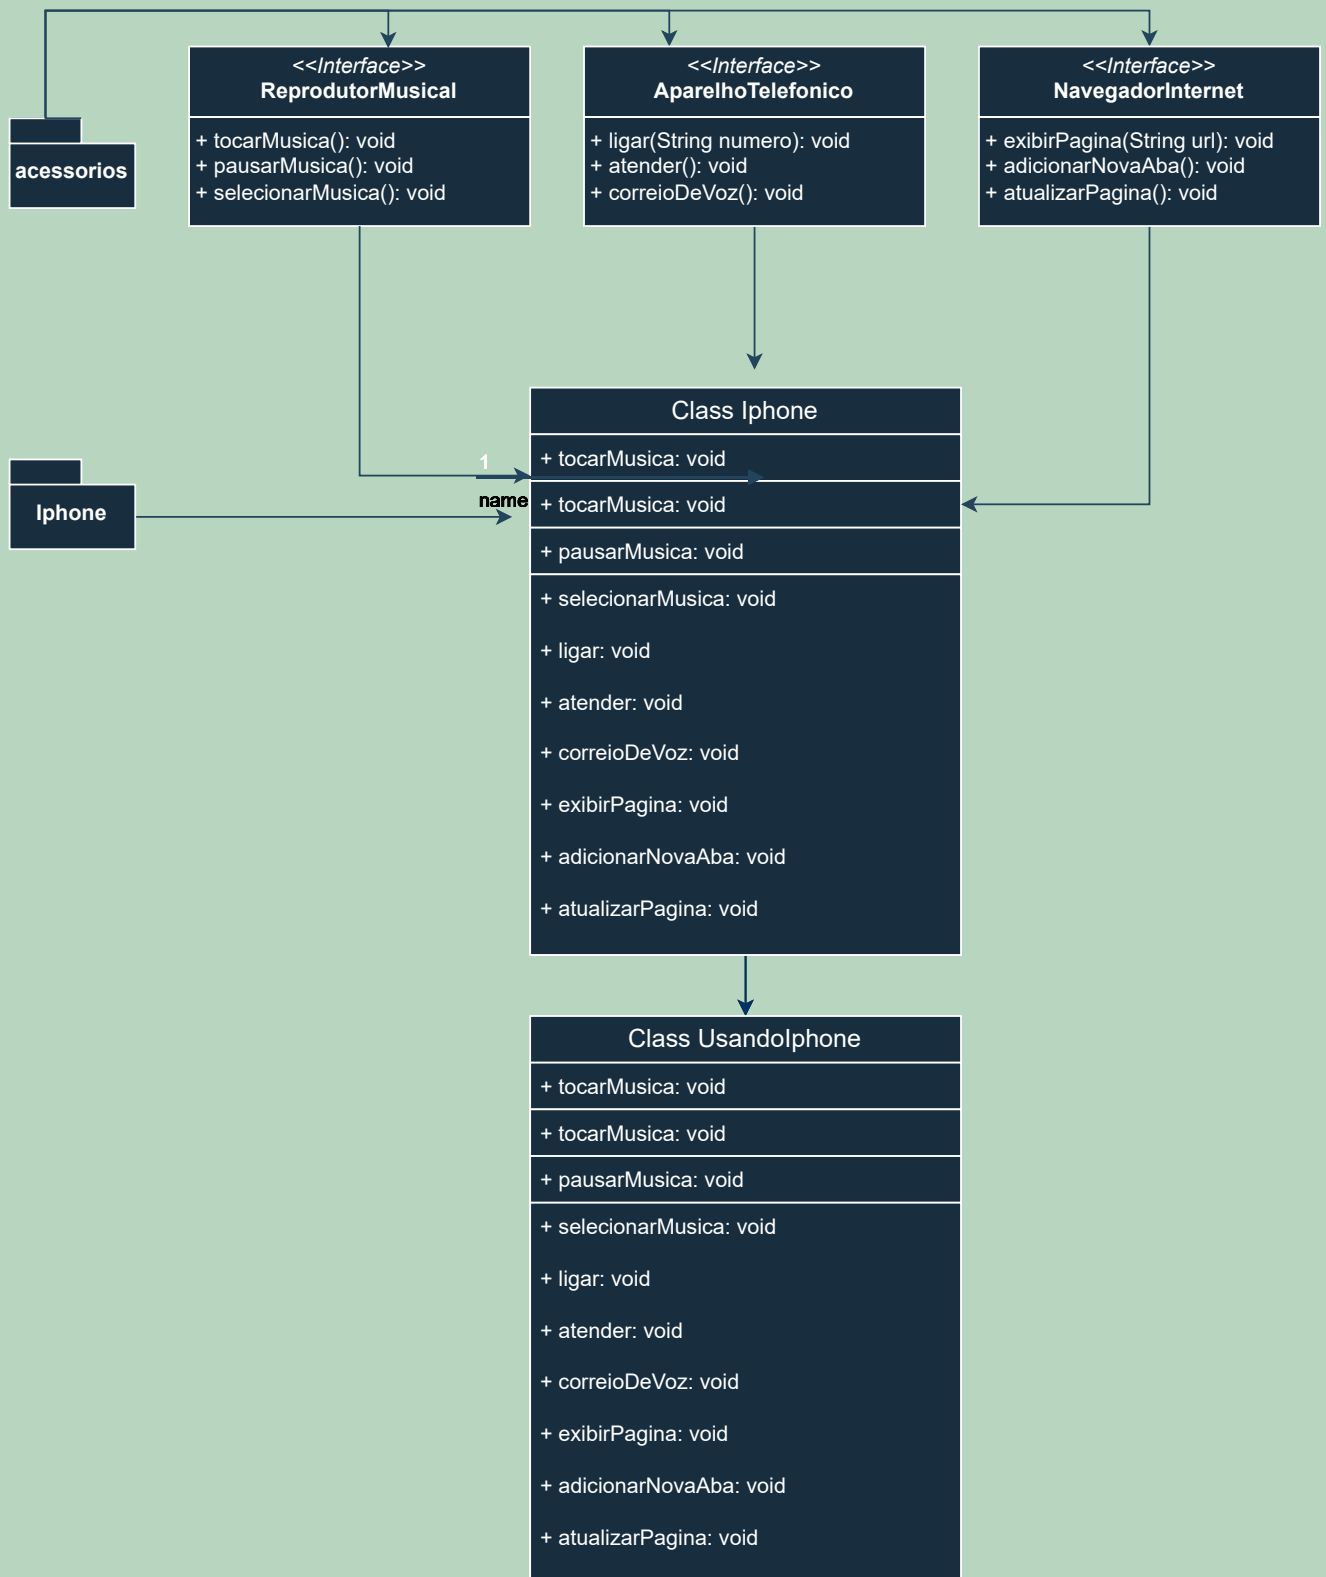 <<Interface>>
ReprodutorMusical
+ tocarMusica(): void
+ pausarMusica(): void
+ selecionarMusica(): void
<<Interface>>
AparelhoTelefonico
+ ligar(String numero): void
+ atender(): void
+ correioDeVoz(): void
<<Interface>>
NavegadorInternet
+ exibirPagina(String url): void
+ adicionarNovaAba(): void
+ atualizarPagina(): void
acessorios
Iphone
1
name
Class Iphone
+ tocarMusica: void
+ tocarMusica: void
+ pausarMusica: void
+ selecionarMusica: void
+ ligar: void
+ atender: void
+ correioDeVoz: void
+ exibirPagina: void
+ adicionarNovaAba: void
+ atualizarPagina: void
Class UsandoIphone
+ tocarMusica: void
+ tocarMusica: void
+ pausarMusica: void
+ selecionarMusica: void
+ ligar: void
+ atender: void
+ correioDeVoz: void
+ exibirPagina: void
+ adicionarNovaAba: void
+ atualizarPagina: void